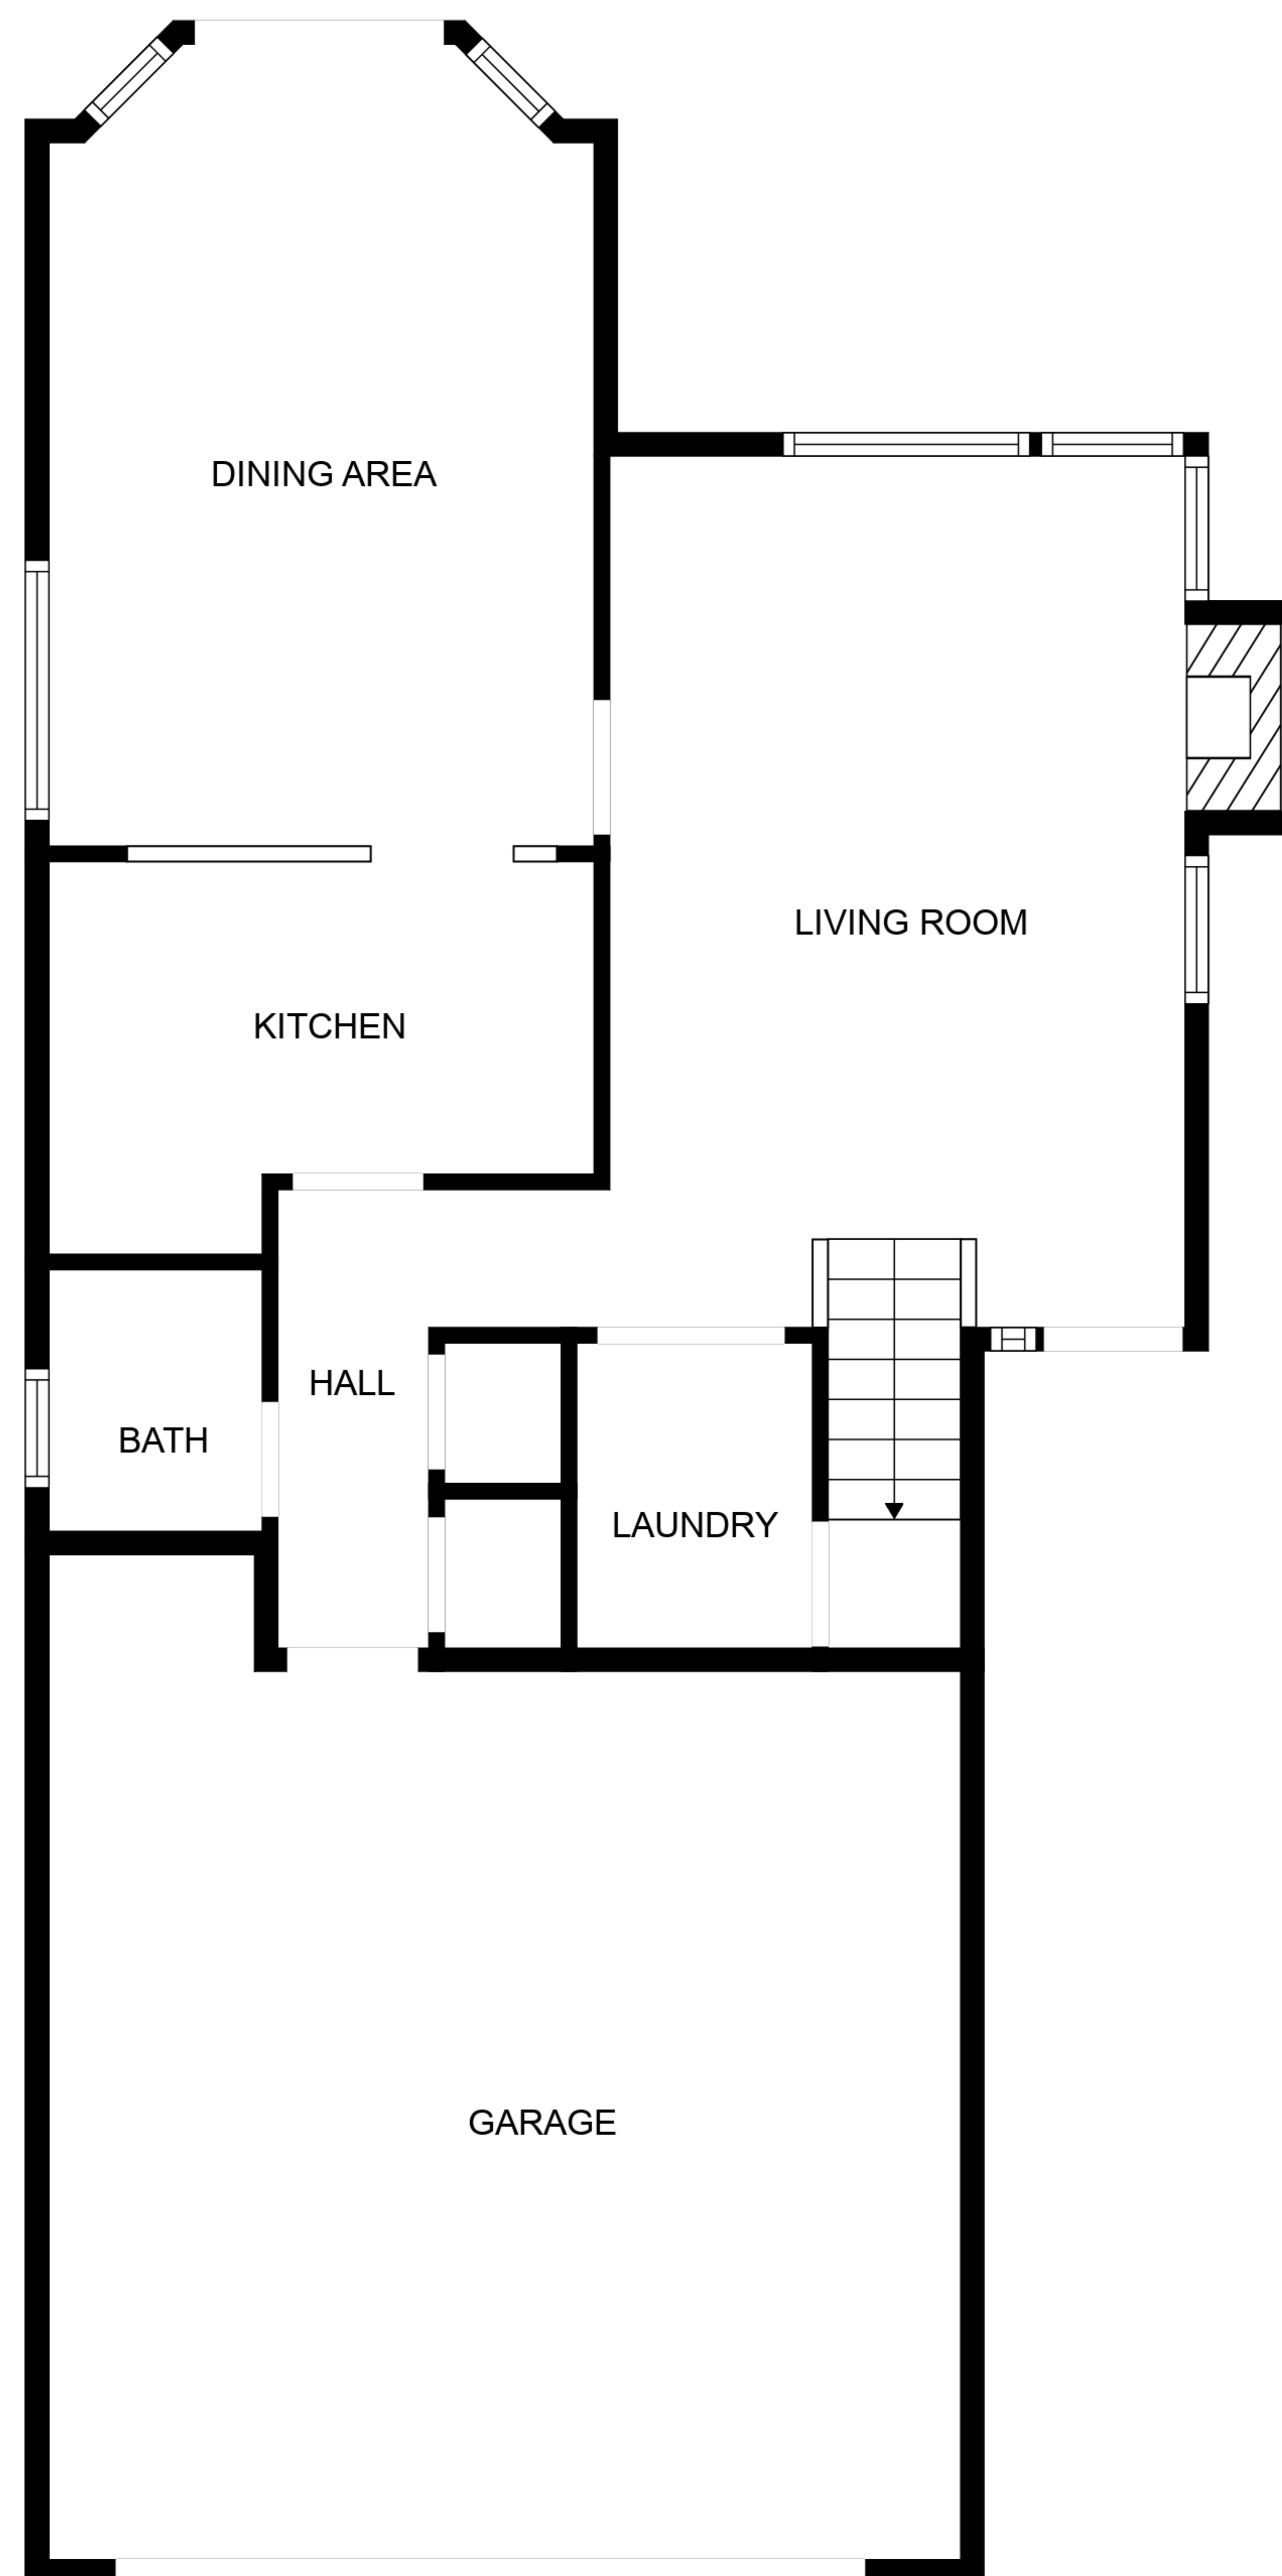 DINING AREA
LIVING ROOM
KITCHEN
HALL
BATH
LAUNDRY
GARAGE